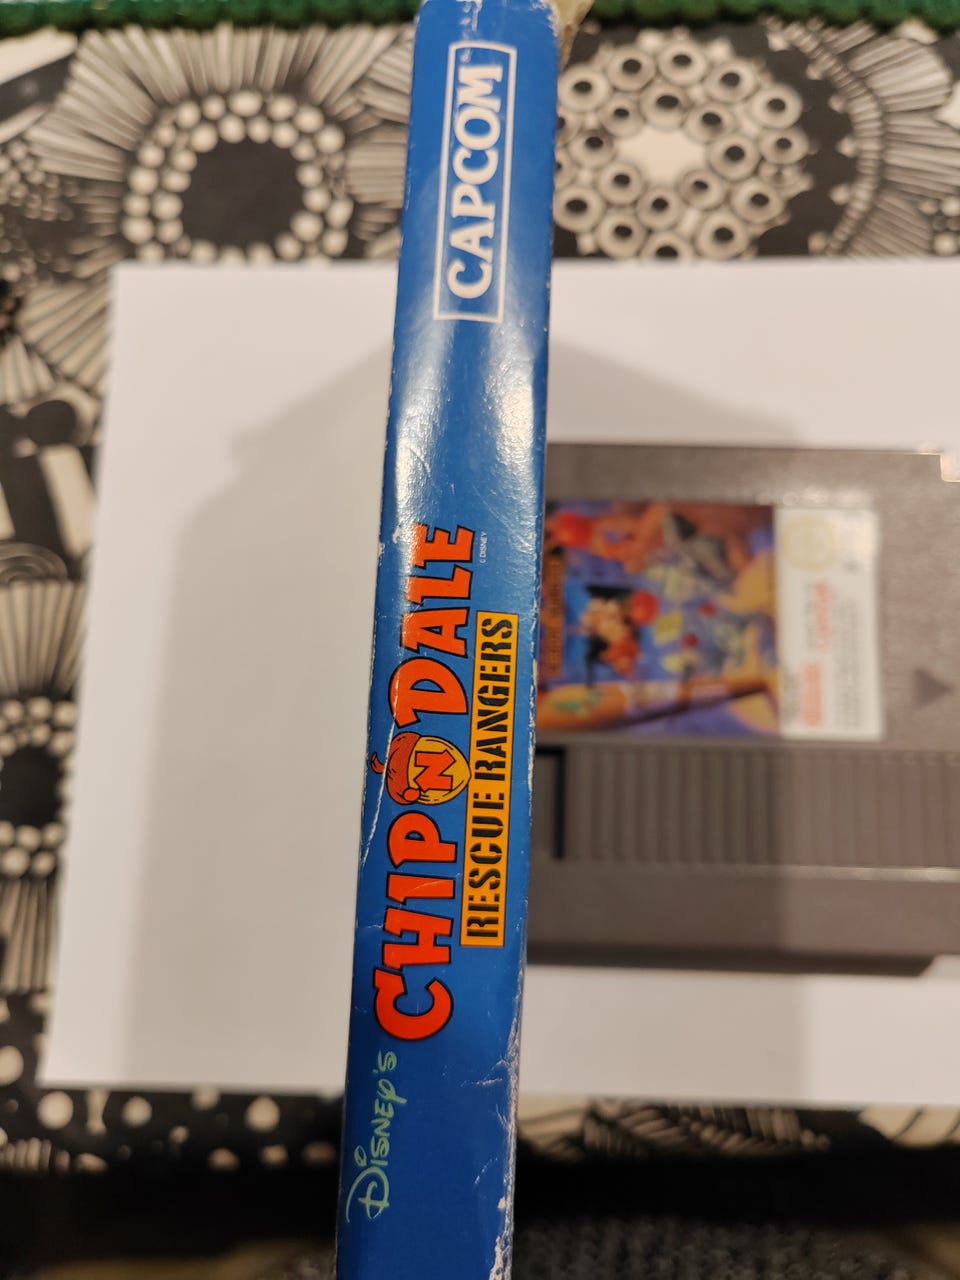 DISNEY'S
CHIP 'N DALE
RESCUE RANGERS
© DISNEY
CAPCOM